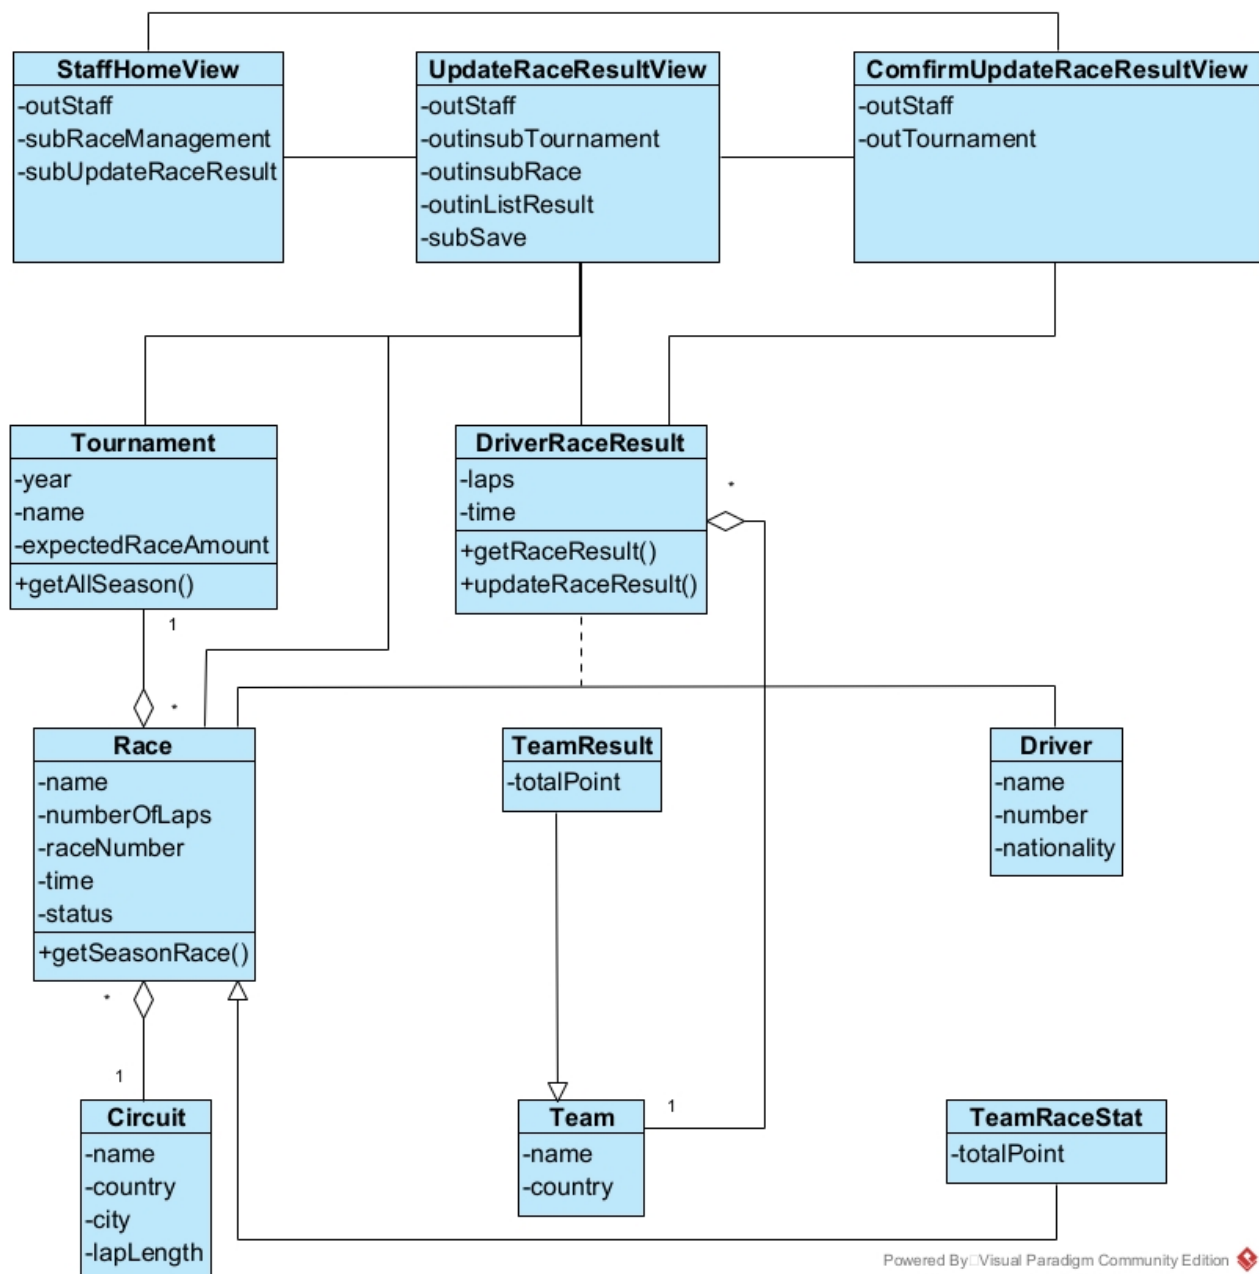 StaffHomeView
-outStaff
-subRaceManagement
-subUpdateRaceResult
UpdateRaceResultView
-outStaff
-outinsubTournament
-outinsubRace
-outinListResult
-subSave
ComfirmUpdateRaceResultView
-outStaff
-outTournament
Tournament
-year
-name
-expectedRaceAmount
+getAllSeason()
DriverRaceResult
-laps
-time
+getRaceResult()
+updateRaceResult()
*
1
*
Race
-name
-numberOfLaps
-raceNumber
-time
-status
+getSeasonRace()
TeamResult
-totalPoint
Driver
-name
-number
-nationality
*
1
Circuit
-name
-country
-city
-lapLength
Team
-name
-country
1
TeamRaceStat
-totalPoint
Powered By Visual Paradigm Community Edition